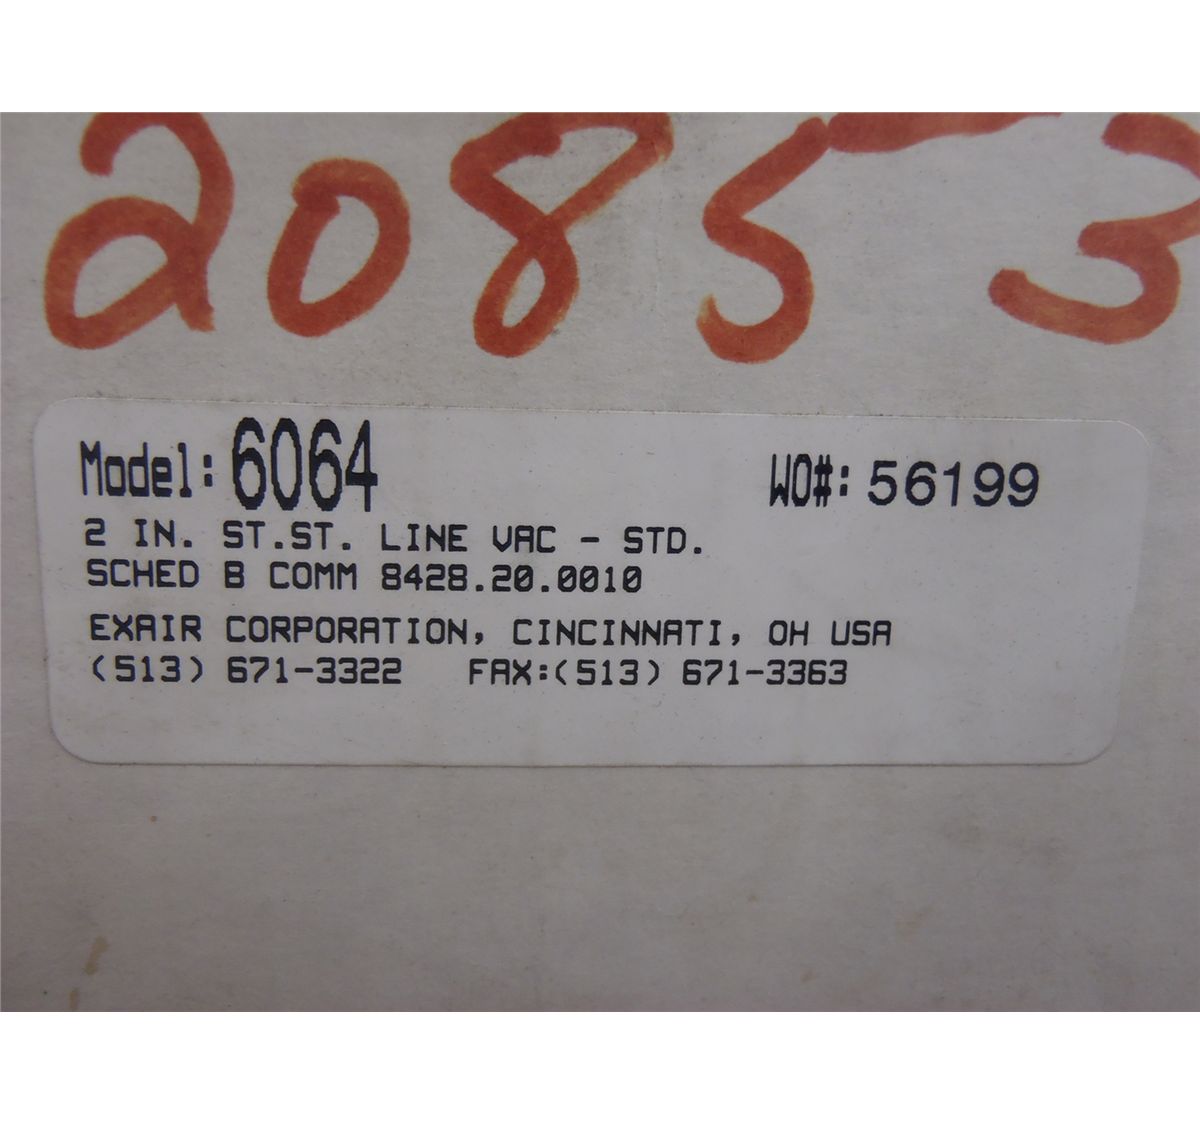 20853
Model: 6064 WO#: 56199
2 IN. ST.ST. LINE VAC - STD.
SCHED B COMM 8428.20.0010
EXAIR CORPORATION, CINCINNATI, OH USA
(513) 671-3322 FAX:(513) 671-3363